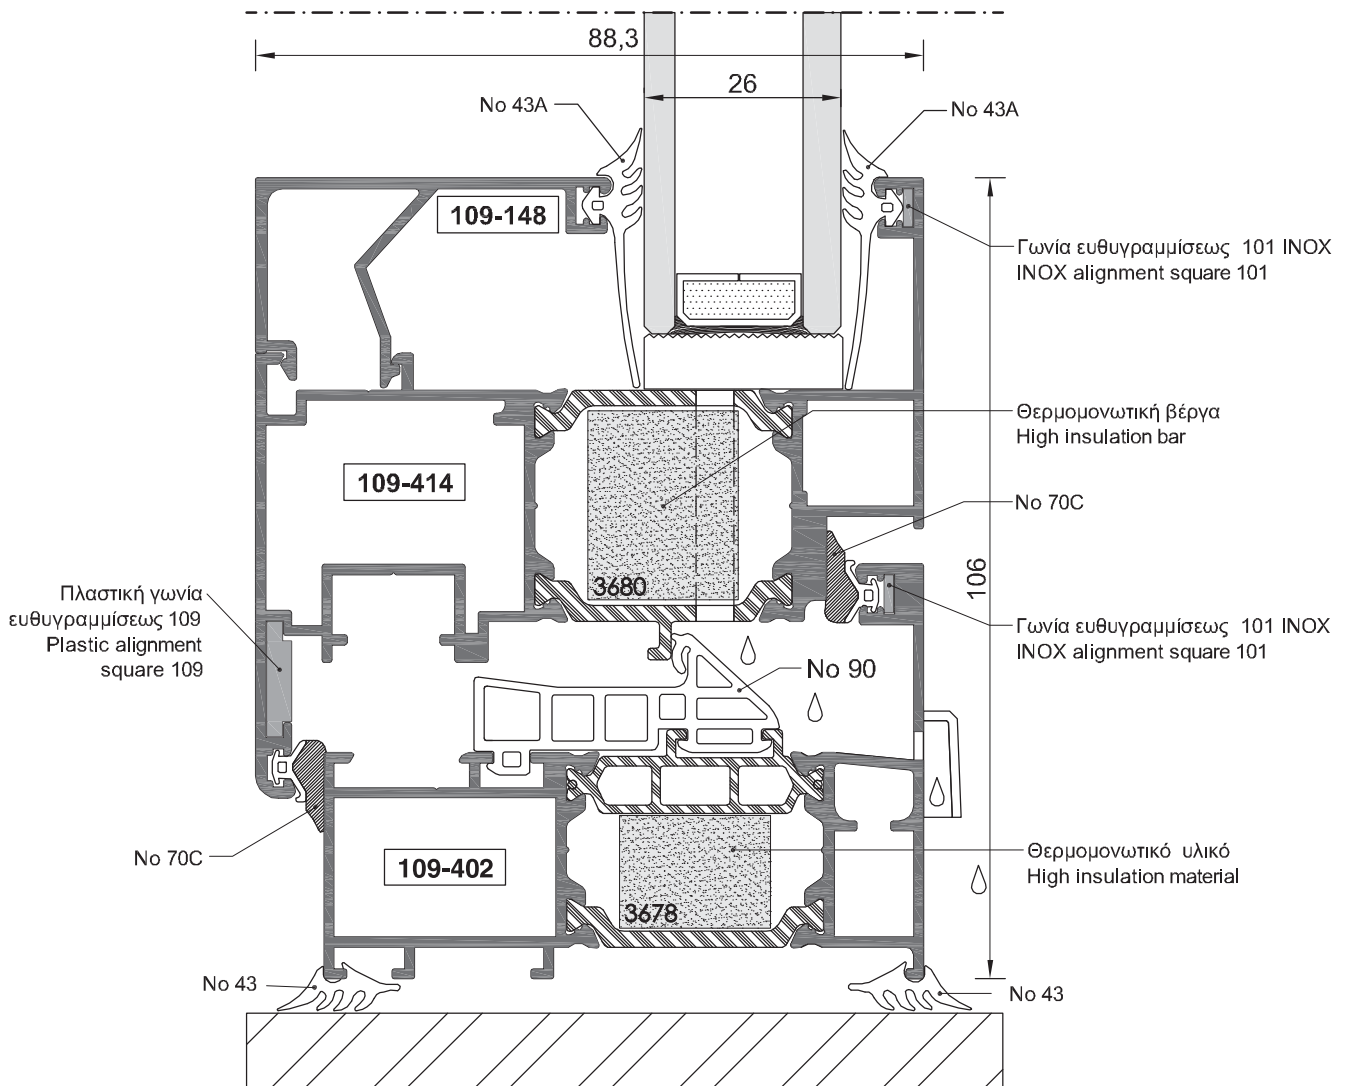 88,3
26
No 43A
No 43A
109-148
Γωνία ευθυγραμμίσεως 101 INOX
INOX alignment square 101
Θερμομονωτική βέργα
High insulation bar
109-414
No 70C
3680
106
Πλαστική γωνία
ευθυγραμμίσεως 109
Plastic alignment
square 109
Γωνία ευθυγραμμίσεως 101 INOX
INOX alignment square 101
No 90
No 70C
109-402
Θερμομονωτικό υλικό
High insulation material
3678
No 43
No 43